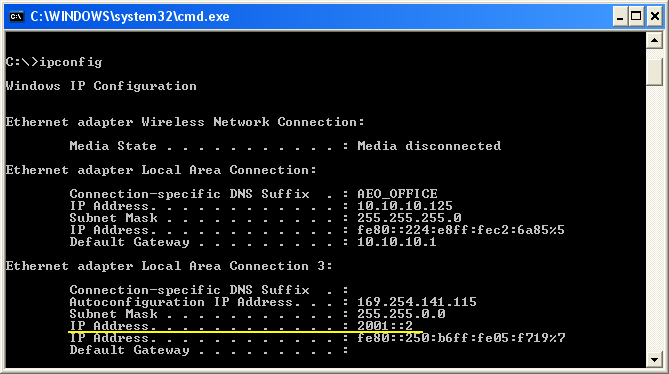 C:\WINDOWS\system32\cmd.exe
C:\>ipconfig
Windows IP Configuration
Ethernet adapter Wireless Network Connection:
Media State . . . . . . . . . . . : Media disconnected
Ethernet adapter Local Area Connection:
Connection-specific DNS Suffix  . : AEO_OFFICE
IP Address. . . . . . . . . . . . : 10.10.10.125
Subnet Mask . . . . . . . . . . . : 255.255.255.0
IP Address. . . . . . . . . . . . : fe80::224:e8ff:fec2:6a85%5
Default Gateway . . . . . . . . . : 10.10.10.1
Ethernet adapter Local Area Connection 3:
Connection-specific DNS Suffix  . :
Autoconfiguration IP Address. . . : 169.254.141.115
Subnet Mask . . . . . . . . . . . : 255.255.0.0
IP Address. . . . . . . . . . . . : 2001::2
IP Address. . . . . . . . . . . . : fe80::250:b6ff:fe05:f719%7
Default Gateway . . . . . . . . . :